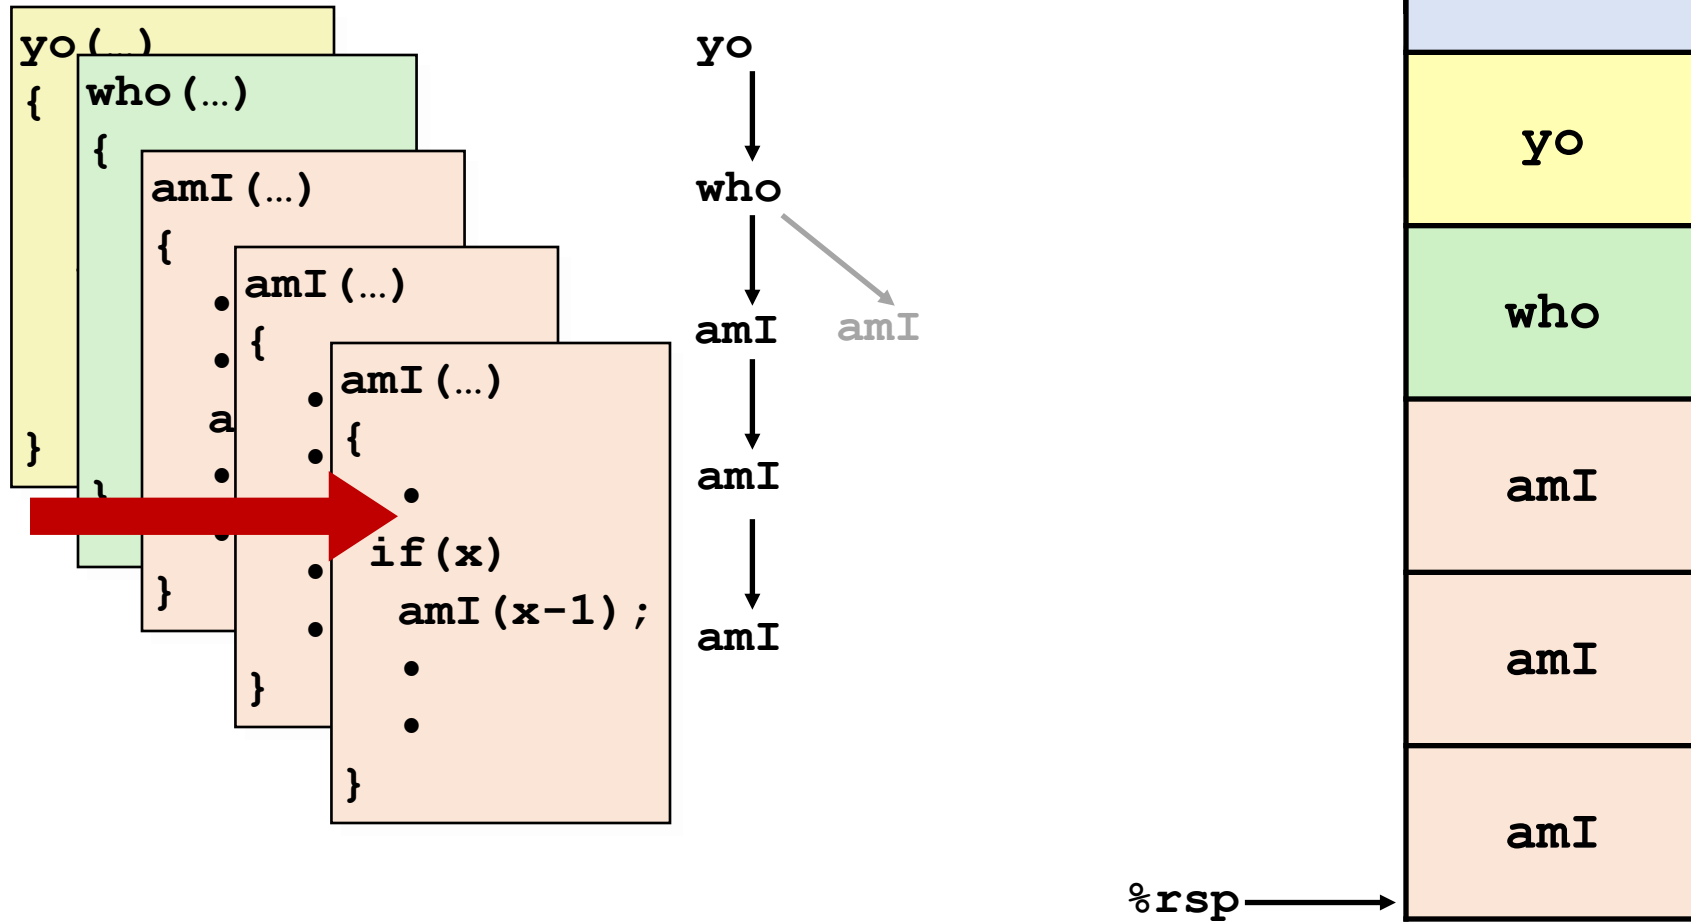 yo(…)
{
}
who(…)
{
}
amI(…)
{
•
•
a
•
•
}
amI(…)
{
•
•
•
•
}
amI(…)
{
•
if(x)
amI(x-1);
•
•
}
yo
who
amI amI
amI
amI
yo
who
amI
amI
amI
%rsp